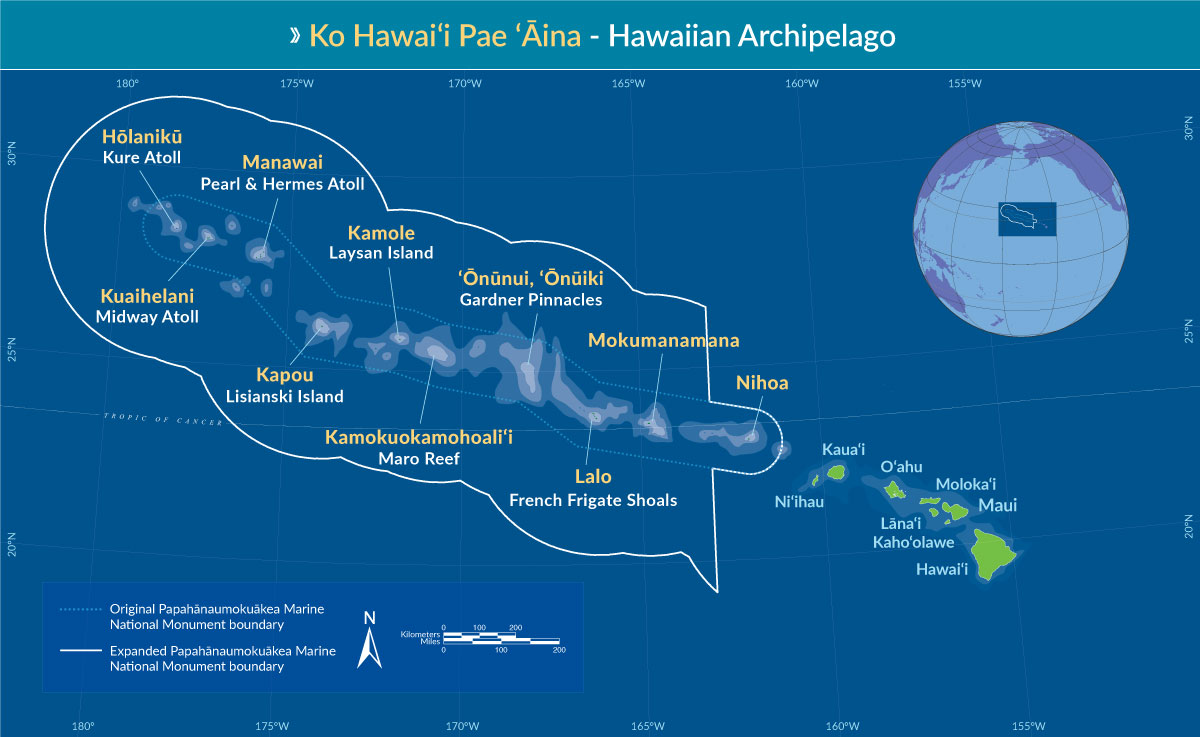 » Ko Hawaiʻi Pae ʻĀina - Hawaiian Archipelago
180°
175°W
170°W
165°W
160°W
155°W
30°N
30°N
Hōlanikū
Kure Atoll
Manawai
Pearl & Hermes Atoll
Kamole
Laysan Island
ʻŌnūnui, ʻŌnūiki
Gardner Pinnacles
Kuaihelani
Midway Atoll
25°N
25°N
Mokumanamana
Kapou
Lisianski Island
Nihoa
TROPIC OF CANCER
Kamokuokamohoaliʻi
Maro Reef
Lalo
French Frigate Shoals
Kauaʻi
Niʻihau
Oʻahu
Molokaʻi
Maui
Lānaʻi
Kahoʻolawe
Hawaiʻi
20°N
20°N
Original Papahānaumokuākea Marine
National Monument boundary
Expanded Papahānaumokuākea Marine
National Monument boundary
N
0 100 200
Kilometers
Miles
0 100 200
180°
175°W
170°W
165°W
160°W
155°W